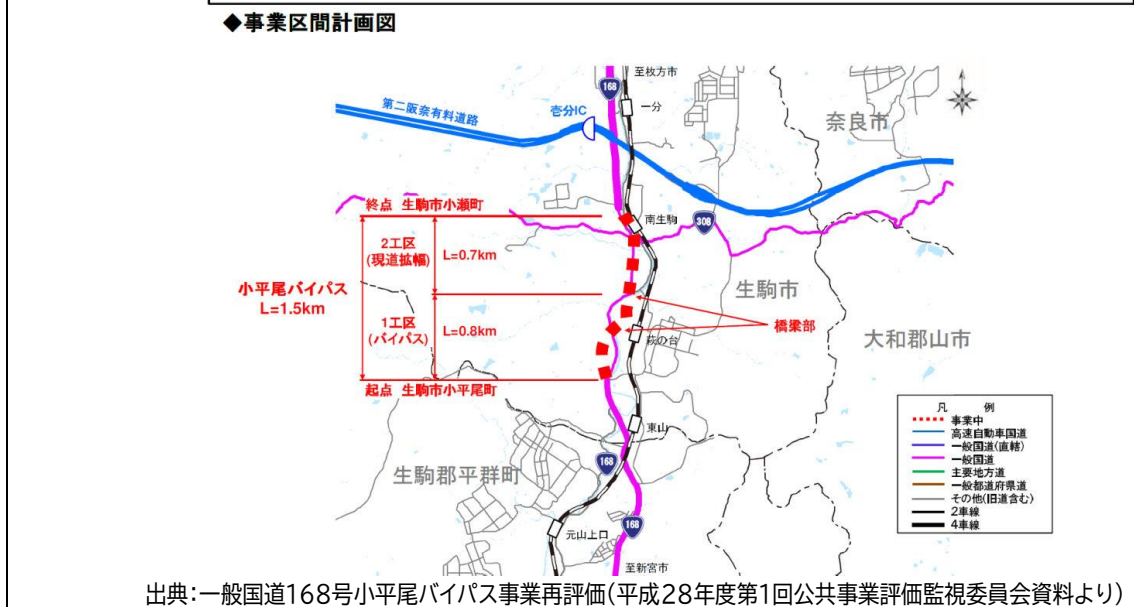 ◆事業区間計画図
至枚方市
168
一分
第二阪奈有料道路
壱分IC
奈良市
終点 生駒市小瀬町
南生駒
308
2工区
(現道拡幅)
L=0.7km
小平尾バイパス
L=1.5km
生駒市
1工区
(バイパス)
L=0.8km
橋梁部
萩の台
大和郡山市
起点 生駒市小平尾町
東山
168
生駒郡平群町
168
元山上口
至新宮市
凡 例
事業中
高速自動車国道
一般国道(直轄)
一般国道
主要地方道
一般都道府県道
その他(旧道含む)
2車線
4車線
出典:一般国道168号小平尾バイパス事業再評価(平成28年度第1回公共事業評価監視委員会資料より)